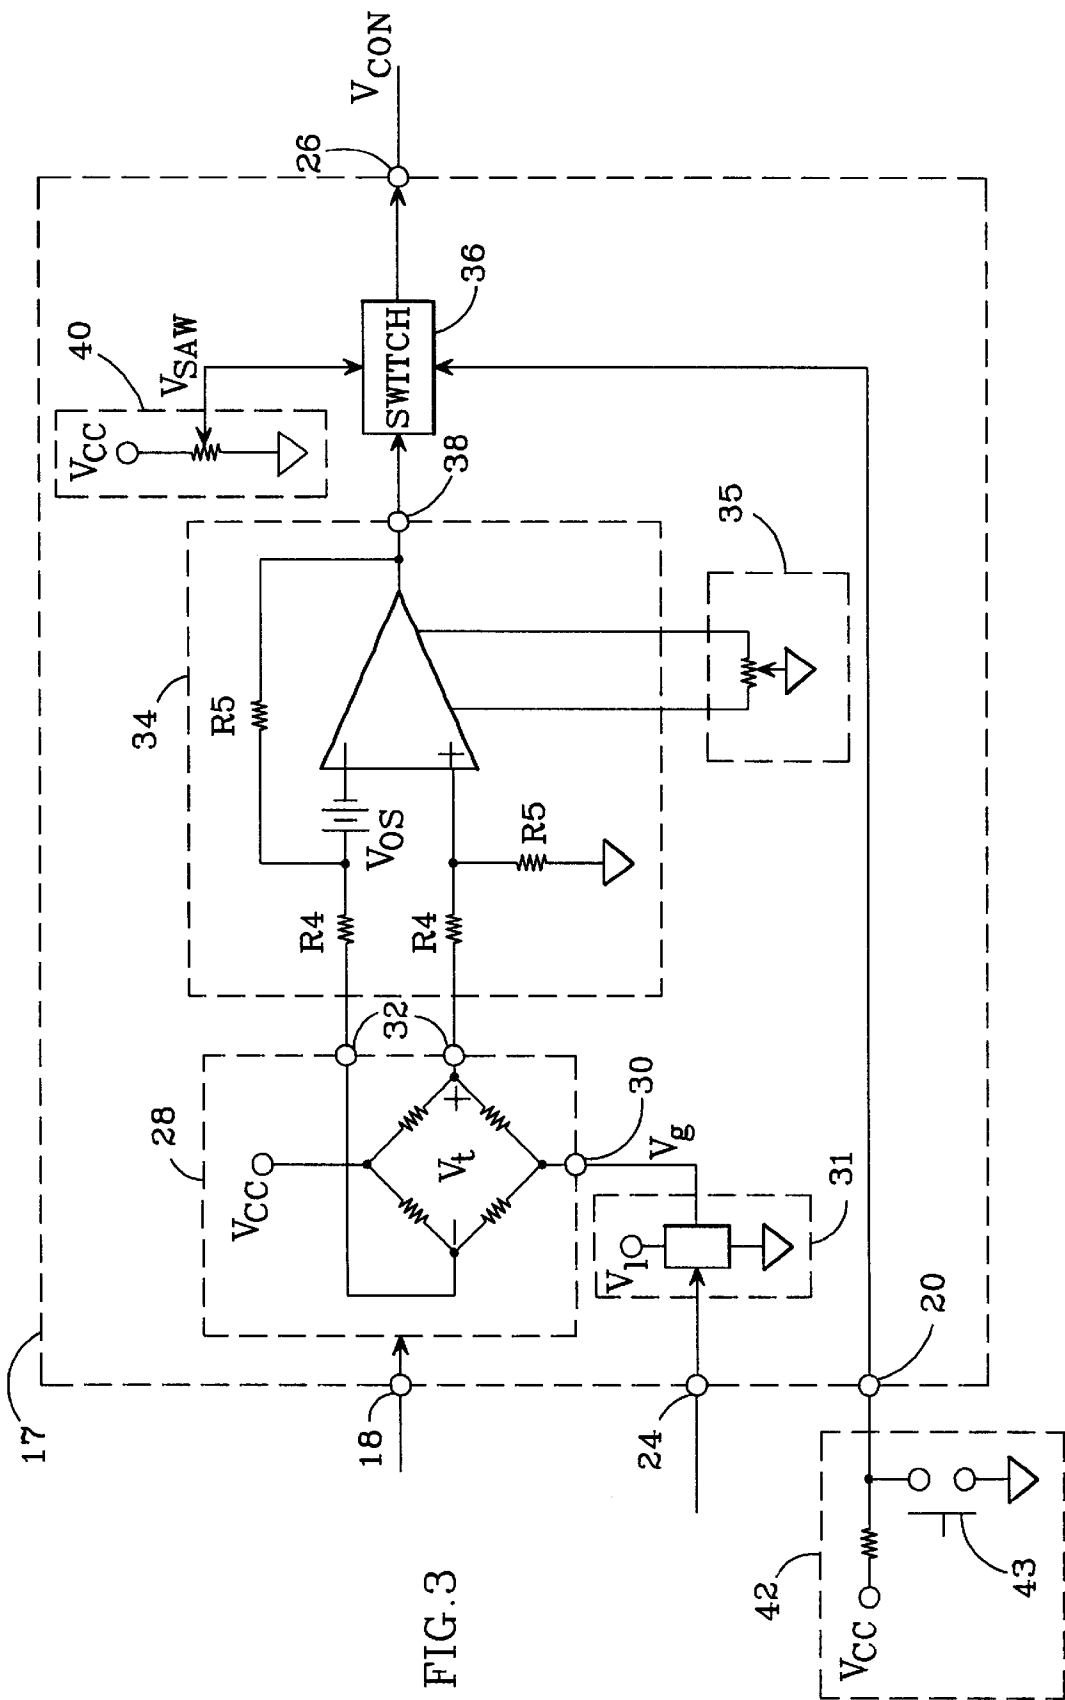 FIG.3
17
18
24
20
42
43
VCC
28
VCC
Vt
+
−
32
30
Vg
31
V1
34
R4
R4
R5
R5
VOS
−
+
35
38
40
VCC
VSAW
SWITCH
36
26
VCON